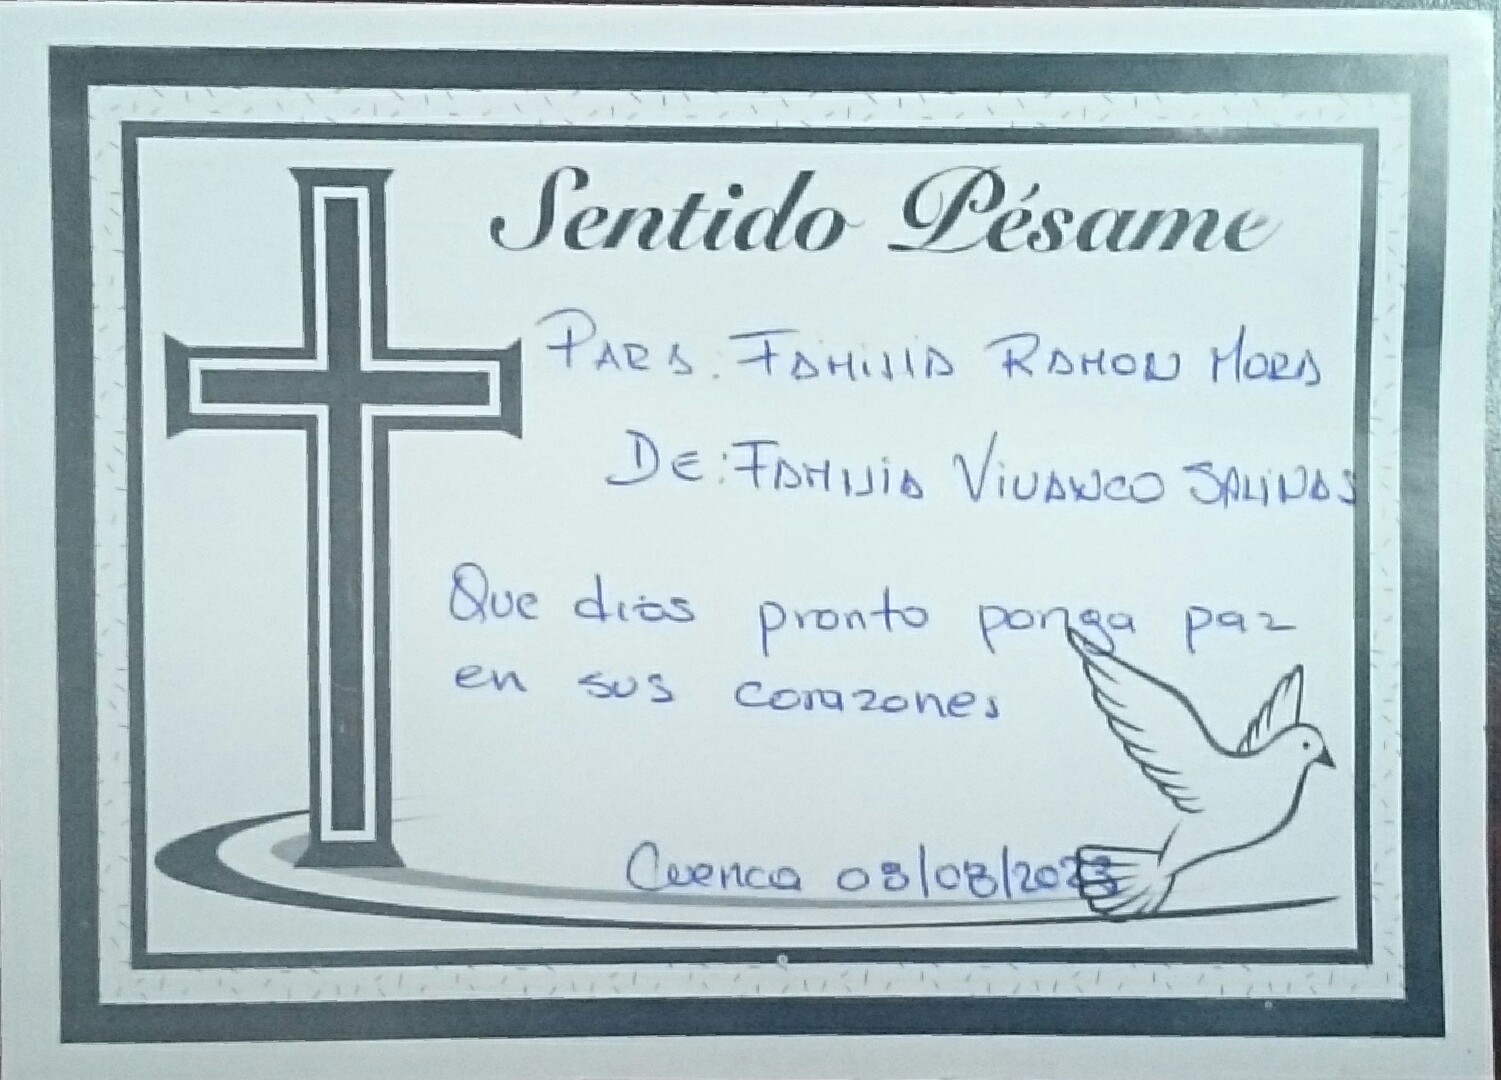 Sentido Pésame
PARA: FAMILIA RAMON MORA
DE: FAMILIA VIVANCO SALINAS
Que dios pronto ponga paz
en sus corazones
Cuenca 08/08/2023